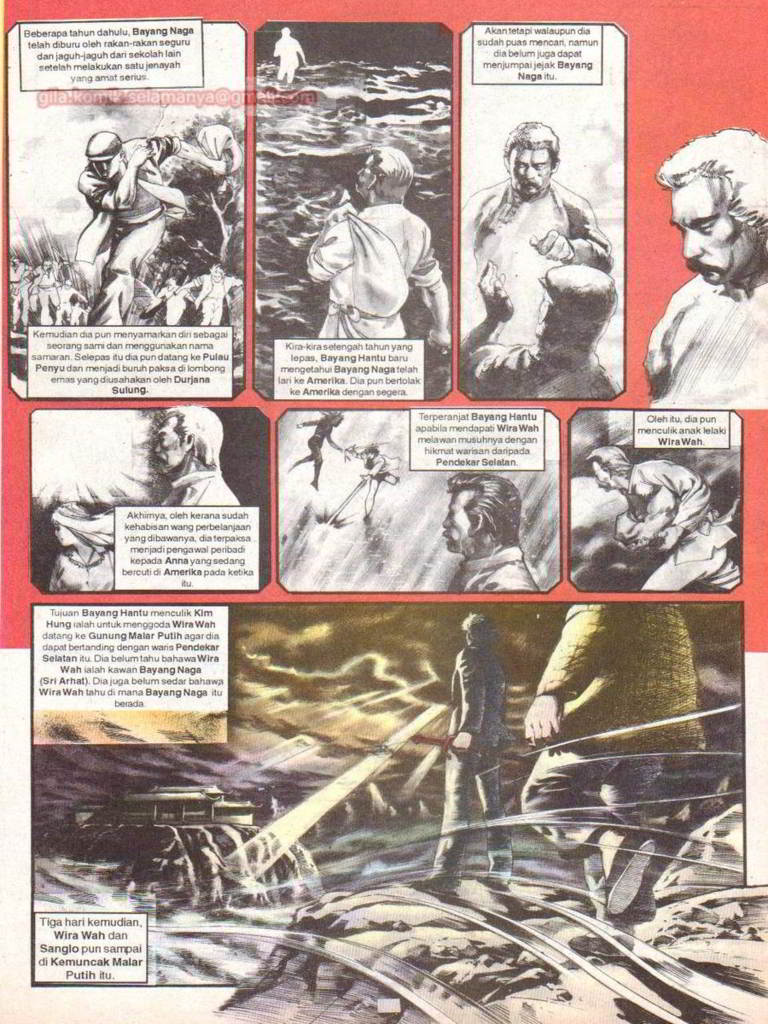 Beberapa tahun dahulu, Bayang Naga
telah diburu oleh rakan-rakan seguru
dan jaguh-jaguh dari sekolah lain
setelah melakukan satu jenayah
yang amat serius.
gilatkomik-selamanya@gmail.com
Kemudian dia pun menyamarkan diri sebagai
seorang sami dan menggunakan nama
samaran. Selepas itu dia pun datang ke Pulau
Penyu dan menjadi buruh paksa di lombong
emas yang diusahakan oleh Durjana
Sulung.
Kira-kira setengah tahun yang
lepas, Bayang Hantu baru
mengetahui Bayang Naga telah
lari ke Amerika. Dia pun bertolak
ke Amerika dengan segera.
Akan tetapi walaupun dia
sudah puas mencari, namun
dia belum juga dapat
menjumpai jejak Bayang
Naga itu.
Akhirnya, oleh kerana sudah
kehabisan wang perbelanjaan
yang dibawanya, dia terpaksa
menjadi pengawal peribadi
kepada Anna yang sedang
bercuti di Amerika pada ketika
itu.
Terperanjat Bayang Hantu
apabila mendapati Wira Wah
melawan musuhnya dengan
hikmat warisan daripada
Pendekar Selatan.
Oleh itu, dia pun
menculik anak lelaki
Wira Wah.
Tujuan Bayang Hantu menculik Kim
Hung ialah untuk menggoda Wira Wah
datang ke Gunung Malar Putih agar dia
dapat bertanding dengan waris Pendekar
Selatan itu. Dia belum tahu bahawa Wira
Wah ialah kawan Bayang Naga
(Sri Arhat). Dia juga belum sedar bahawa
Wira Wah tahu di mana Bayang Naga itu
berada.
Tiga hari kemudian,
Wira Wah dan
Sanglo pun sampai
di Kemuncak Malar
Putih itu.